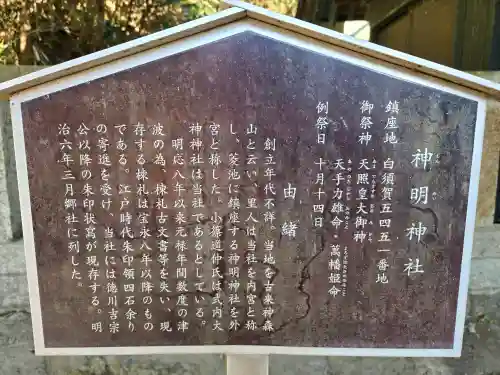 神明神社
しんめい
鎮座地　白須賀五四五一番地
御祭神　天照皇大御神
天手力雄命　萬幡姫命
例祭日　十月十四日
由緒
創立年代不詳。当地を古来神森
山と云い、里人は当社を内宮と称
し、菱池に鎮座する神明神社を外
宮と称した。小篠道仲氏は式内大
神神社は当社であるとしている。
明応八年以来元禄年間数度の津
波の為、棟札古文書等を失い、現
存する棟札は宝永八年以降のもの
である。江戸時代朱印領四石余り
の寄進を受け、当社には徳川吉宗
公以降の朱印状寫が現存する。明
治六年三月郷社に列した。